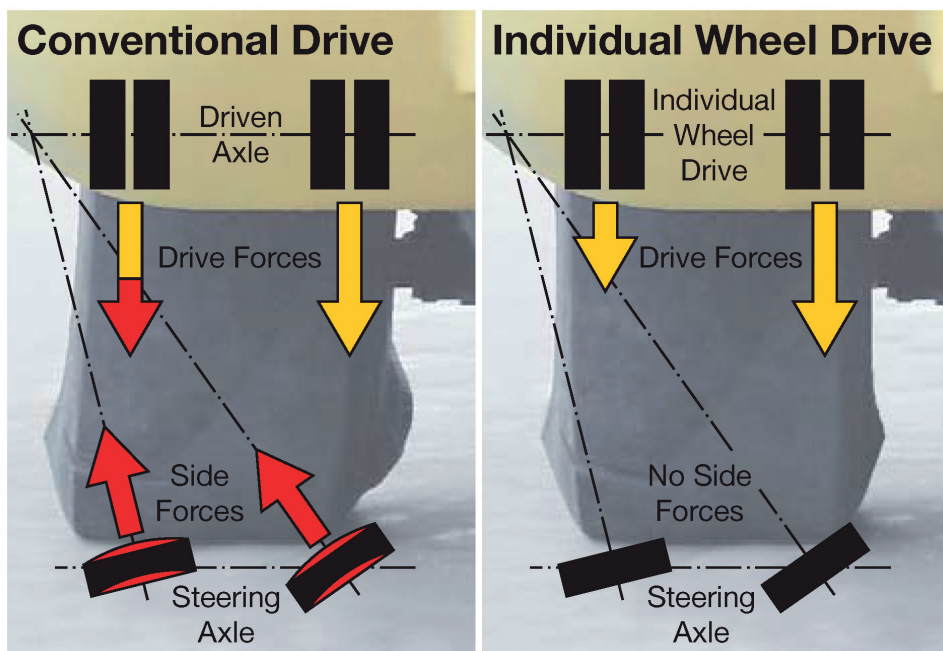 Conventional Drive
Driven
Axle
Drive Forces
Side
Forces
Steering
Axle
Individual Wheel Drive
Individual
Wheel
Drive
Drive Forces
No Side
Forces
Steering
Axle